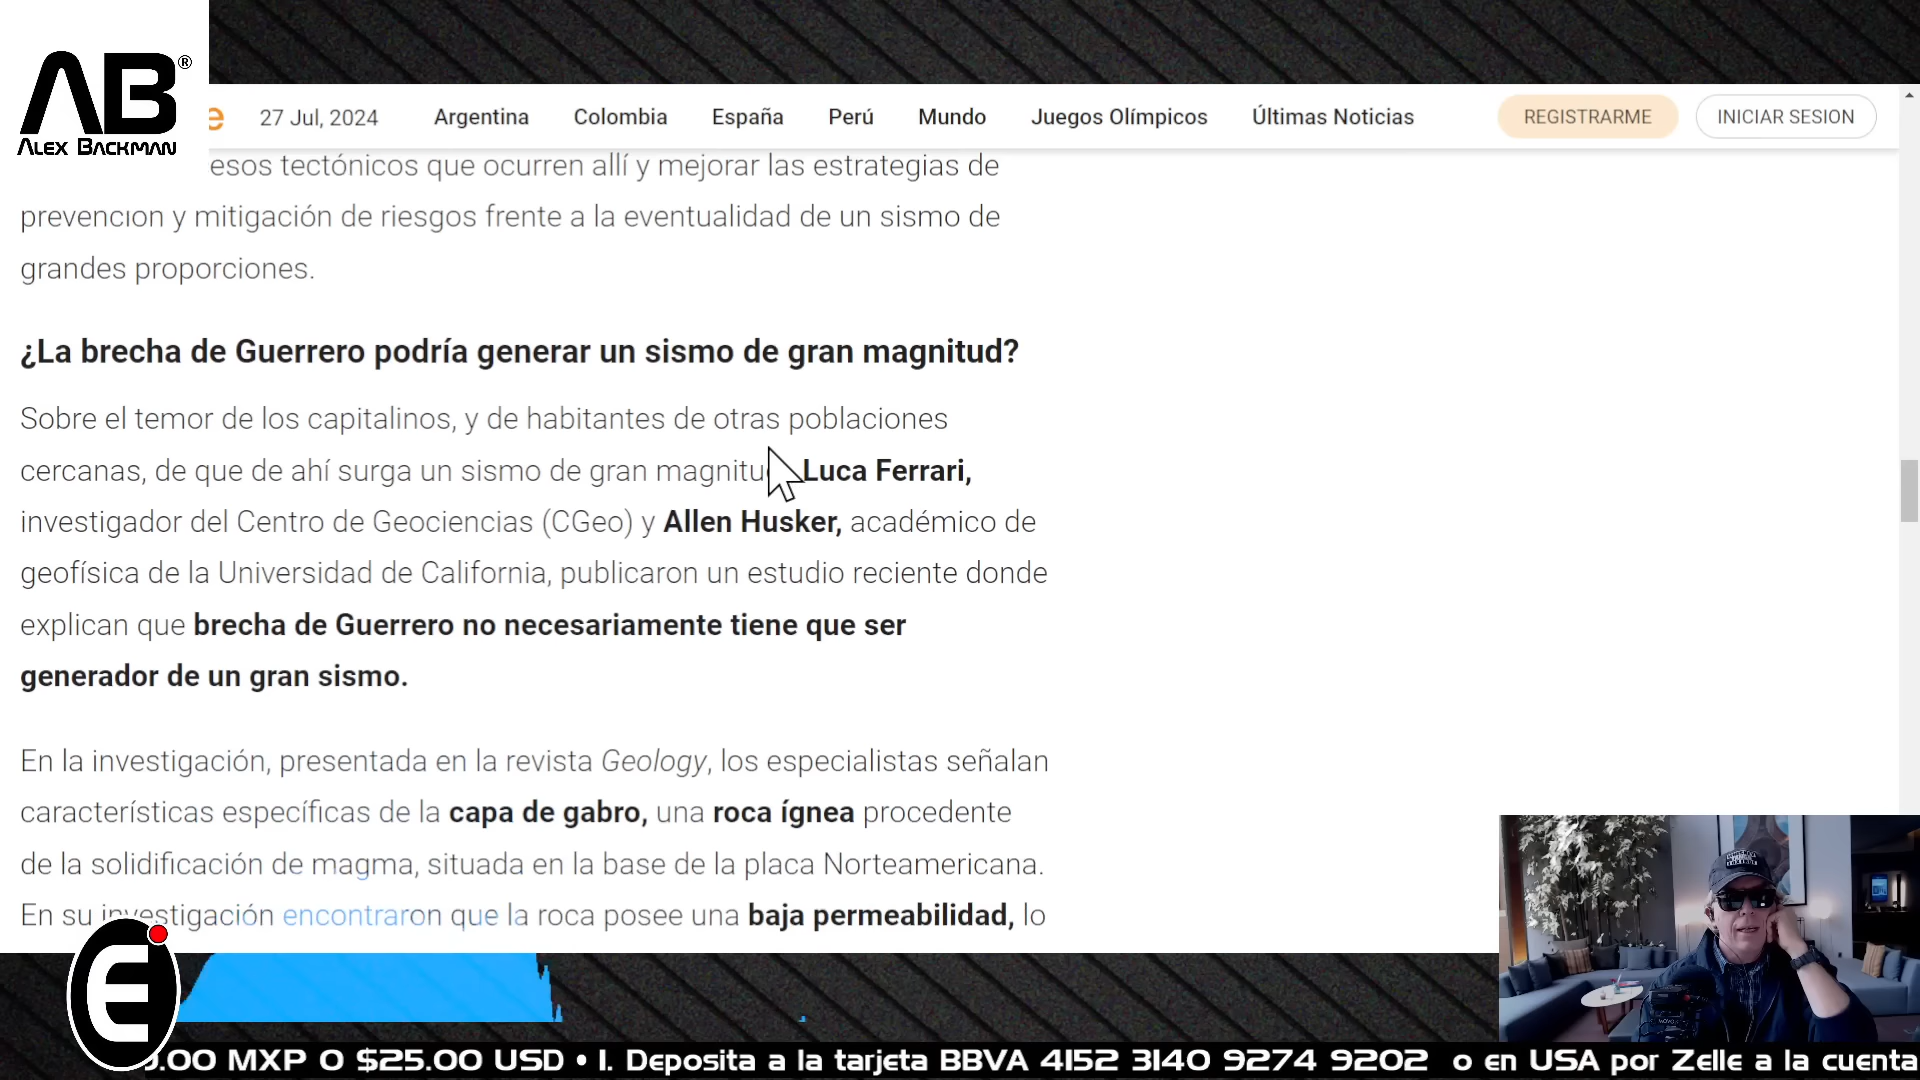 AB®
ALEX BACKMAN
e 27 Jul, 2024 Argentina Colombia España Perú Mundo Juegos Olímpicos Últimas Noticias REGISTRARME INICIAR SESION
esos tectónicos que ocurren allí y mejorar las estrategias de
prevención y mitigación de riesgos frente a la eventualidad de un sismo de
grandes proporciones.
¿La brecha de Guerrero podría generar un sismo de gran magnitud?
Sobre el temor de los capitalinos, y de habitantes de otras poblaciones
cercanas, de que de ahí surga un sismo de gran magnitud Luca Ferrari,
investigador del Centro de Geociencias (CGeo) y Allen Husker, académico de
geofísica de la Universidad de California, publicaron un estudio reciente donde
explican que brecha de Guerrero no necesariamente tiene que ser
generador de un gran sismo.
En la investigación, presentada en la revista Geology, los especialistas señalan
características específicas de la capa de gabro, una roca ígnea procedente
de la solidificación de magma, situada en la base de la placa Norteamericana.
En su investigación encontraron que la roca posee una baja permeabilidad, lo
E
0.00 MXP O $25.00 USD • 1. Deposita a la tarjeta BBVA 4152 3140 9274 9202 o en USA por Zelle a la cuenta